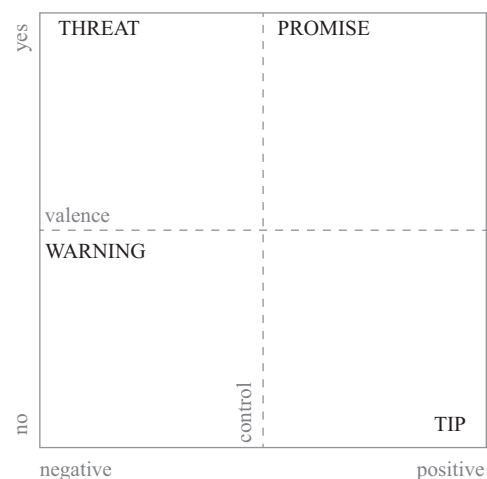 yes
THREAT
PROMISE
valence
WARNING
control
no
TIP
negative
positive